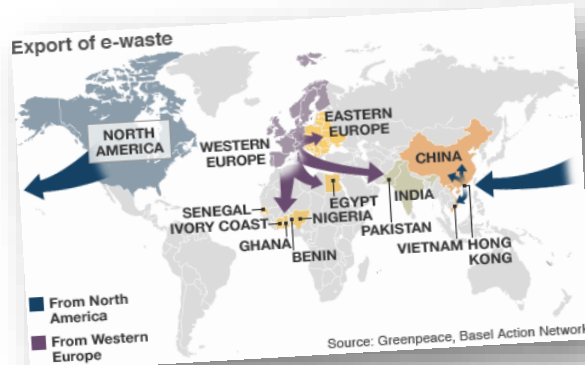 Export of e-waste
NORTH
AMERICA
WESTERN
EUROPE
EASTERN
EUROPE
CHINA
INDIA
EGYPT
PAKISTAN
SENEGAL
IVORY COAST
GHANA
BENIN
NIGERIA
VIETNAM
HONG
KONG
From North
America
From Western
Europe
Source: Greenpeace, Basel Action Network